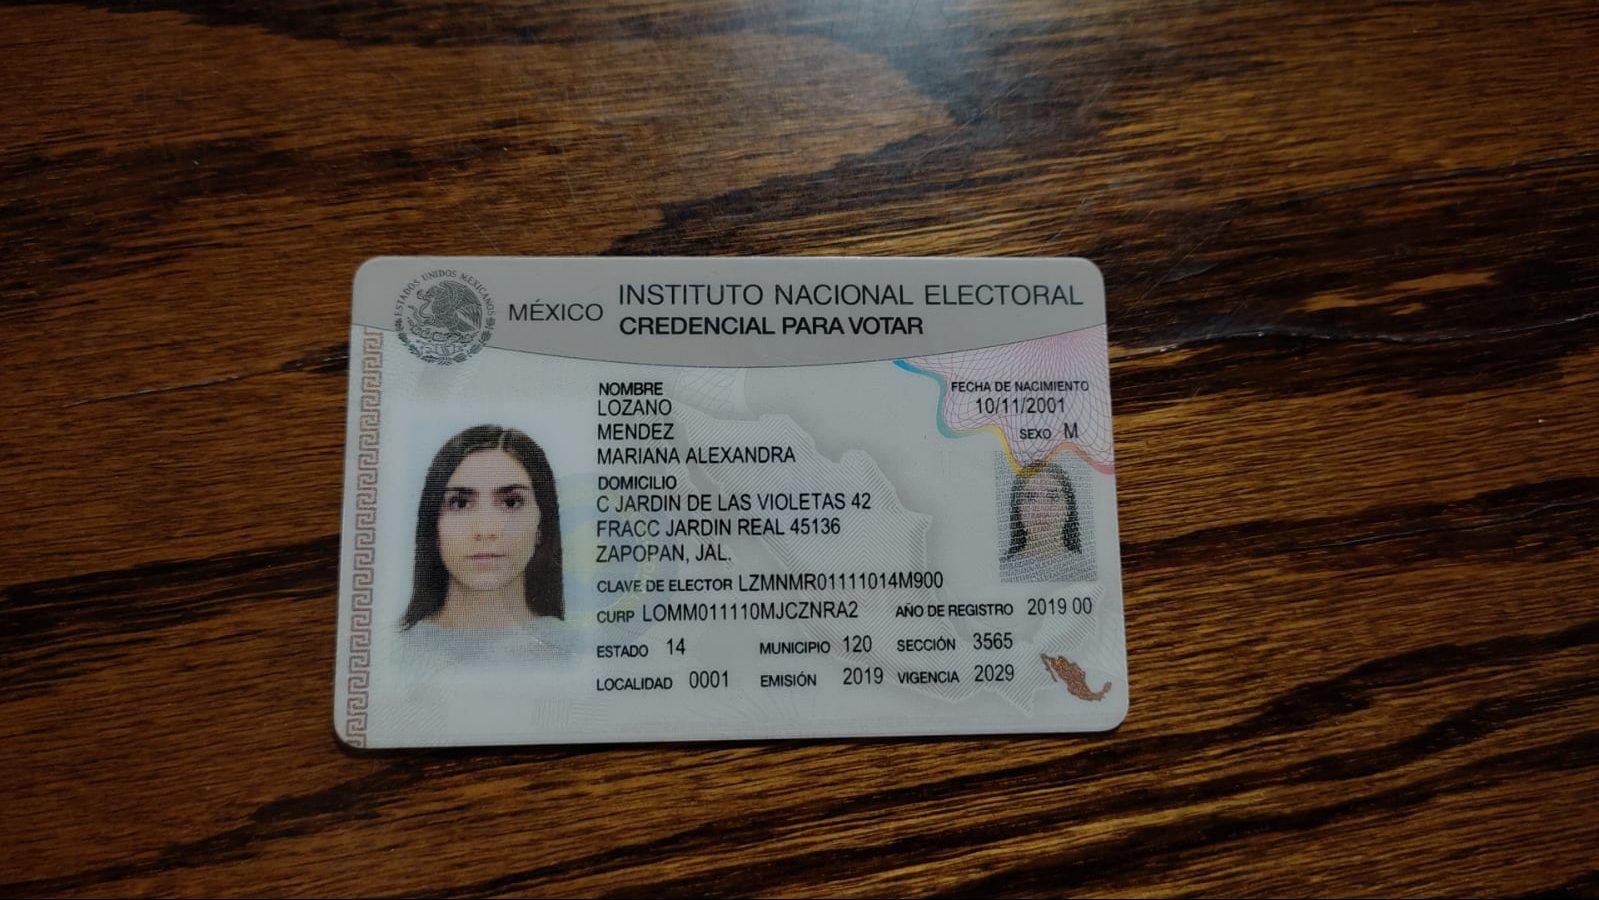 ESTADOS UNIDOS MEXICANOS
MÉXICO
INSTITUTO NACIONAL ELECTORAL
CREDENCIAL PARA VOTAR
NOMBRE
LOZANO
MENDEZ
MARIANA ALEXANDRA
FECHA DE NACIMIENTO
10/11/2001
SEXO M
DOMICILIO
C JARDIN DE LAS VIOLETAS 42
FRACC JARDIN REAL 45136
ZAPOPAN, JAL.
CLAVE DE ELECTOR LZMNMR01111014M900
CURP LOMM011110MJCZNRA2 AÑO DE REGISTRO 2019 00
ESTADO 14 MUNICIPIO 120 SECCIÓN 3565
LOCALIDAD 0001 EMISIÓN 2019 VIGENCIA 2029